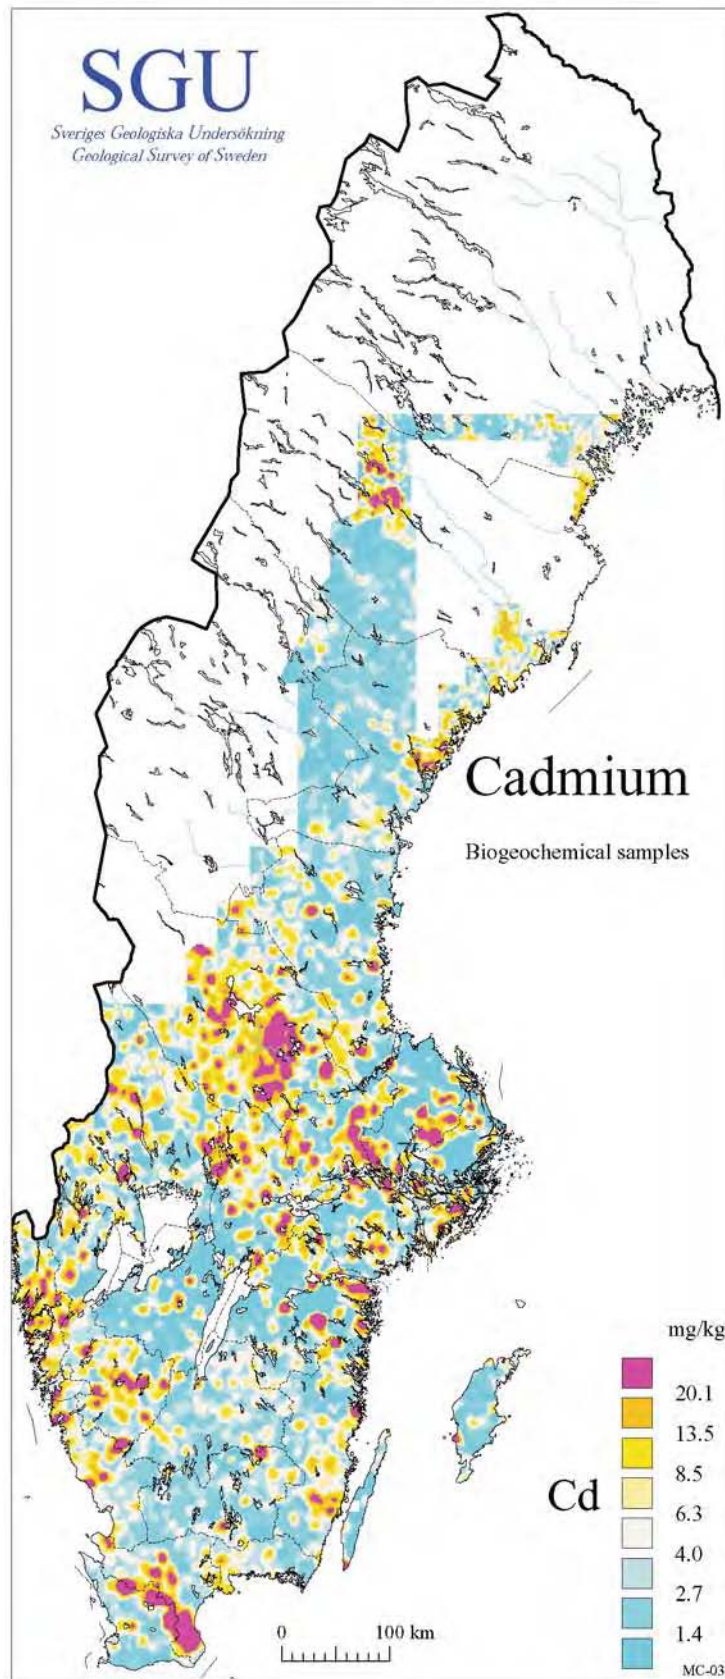 SGU
Sveriges Geologiska Undersökning
Geological Survey of Sweden
Cadmium
Biogeochemical samples
mg/kg
20.1
13.5
8.5
6.3
4.0
2.7
1.4
Cd
0 100 km
MC-93